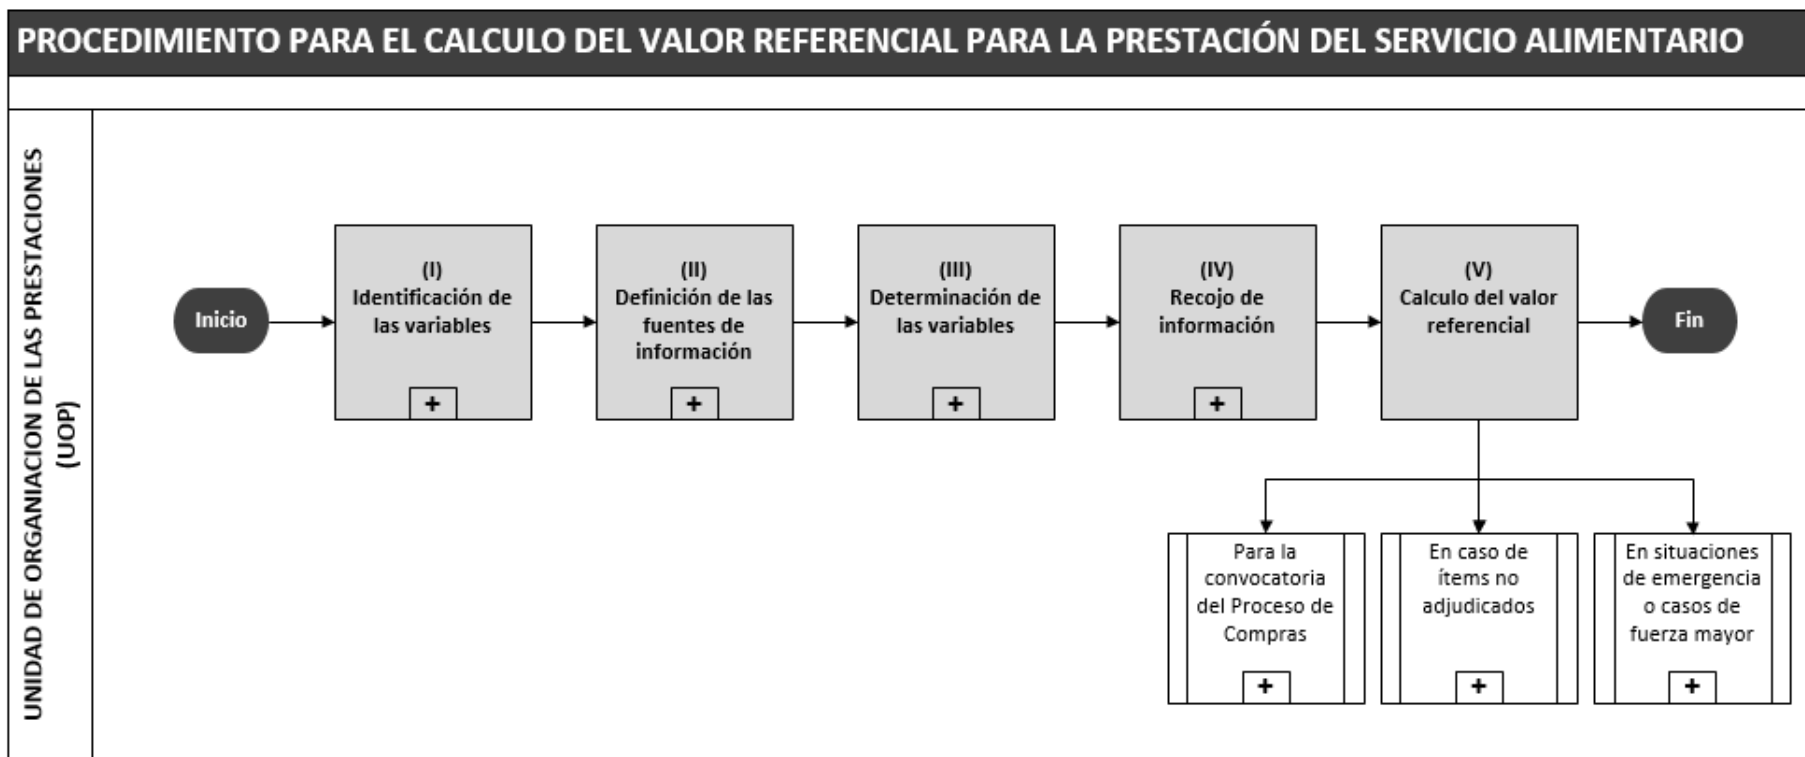 PROCEDIMIENTO PARA EL CALCULO DEL VALOR REFERENCIAL PARA LA PRESTACIÓN DEL SERVICIO ALIMENTARIO
UNIDAD DE ORGANIACION DE LAS PRESTACIONES
(UOP)
Inicio
(I)
Identificación de
las variables
+
(II)
Definición de las
fuentes de
información
+
(III)
Determinación de
las variables
+
(IV)
Recojo de
información
+
(V)
Calculo del valor
referencial
Fin
Para la
convocatoria
del Proceso de
Compras
+
En caso de
ítems no
adjudicados
+
En situaciones
de emergencia
o casos de
fuerza mayor
+